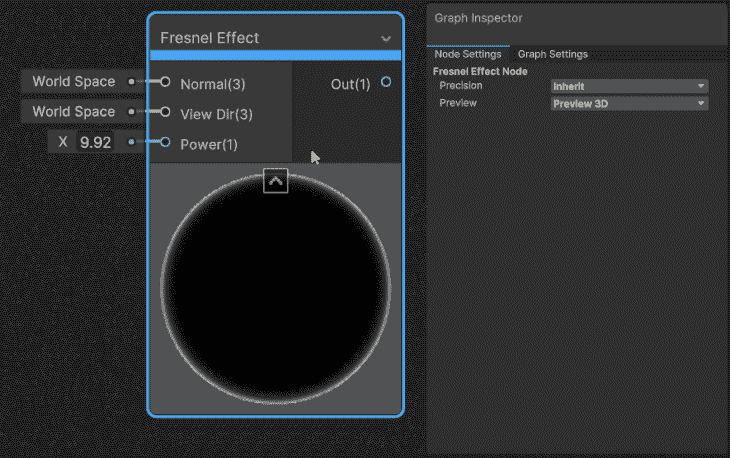 Fresnel Effect
World Space
Normal(3)
Out(1)
World Space
View Dir(3)
X 9.92
Power(1)
Graph Inspector
Node Settings
Graph Settings
Fresnel Effect Node
Precision
Inherit
Preview
Preview 3D